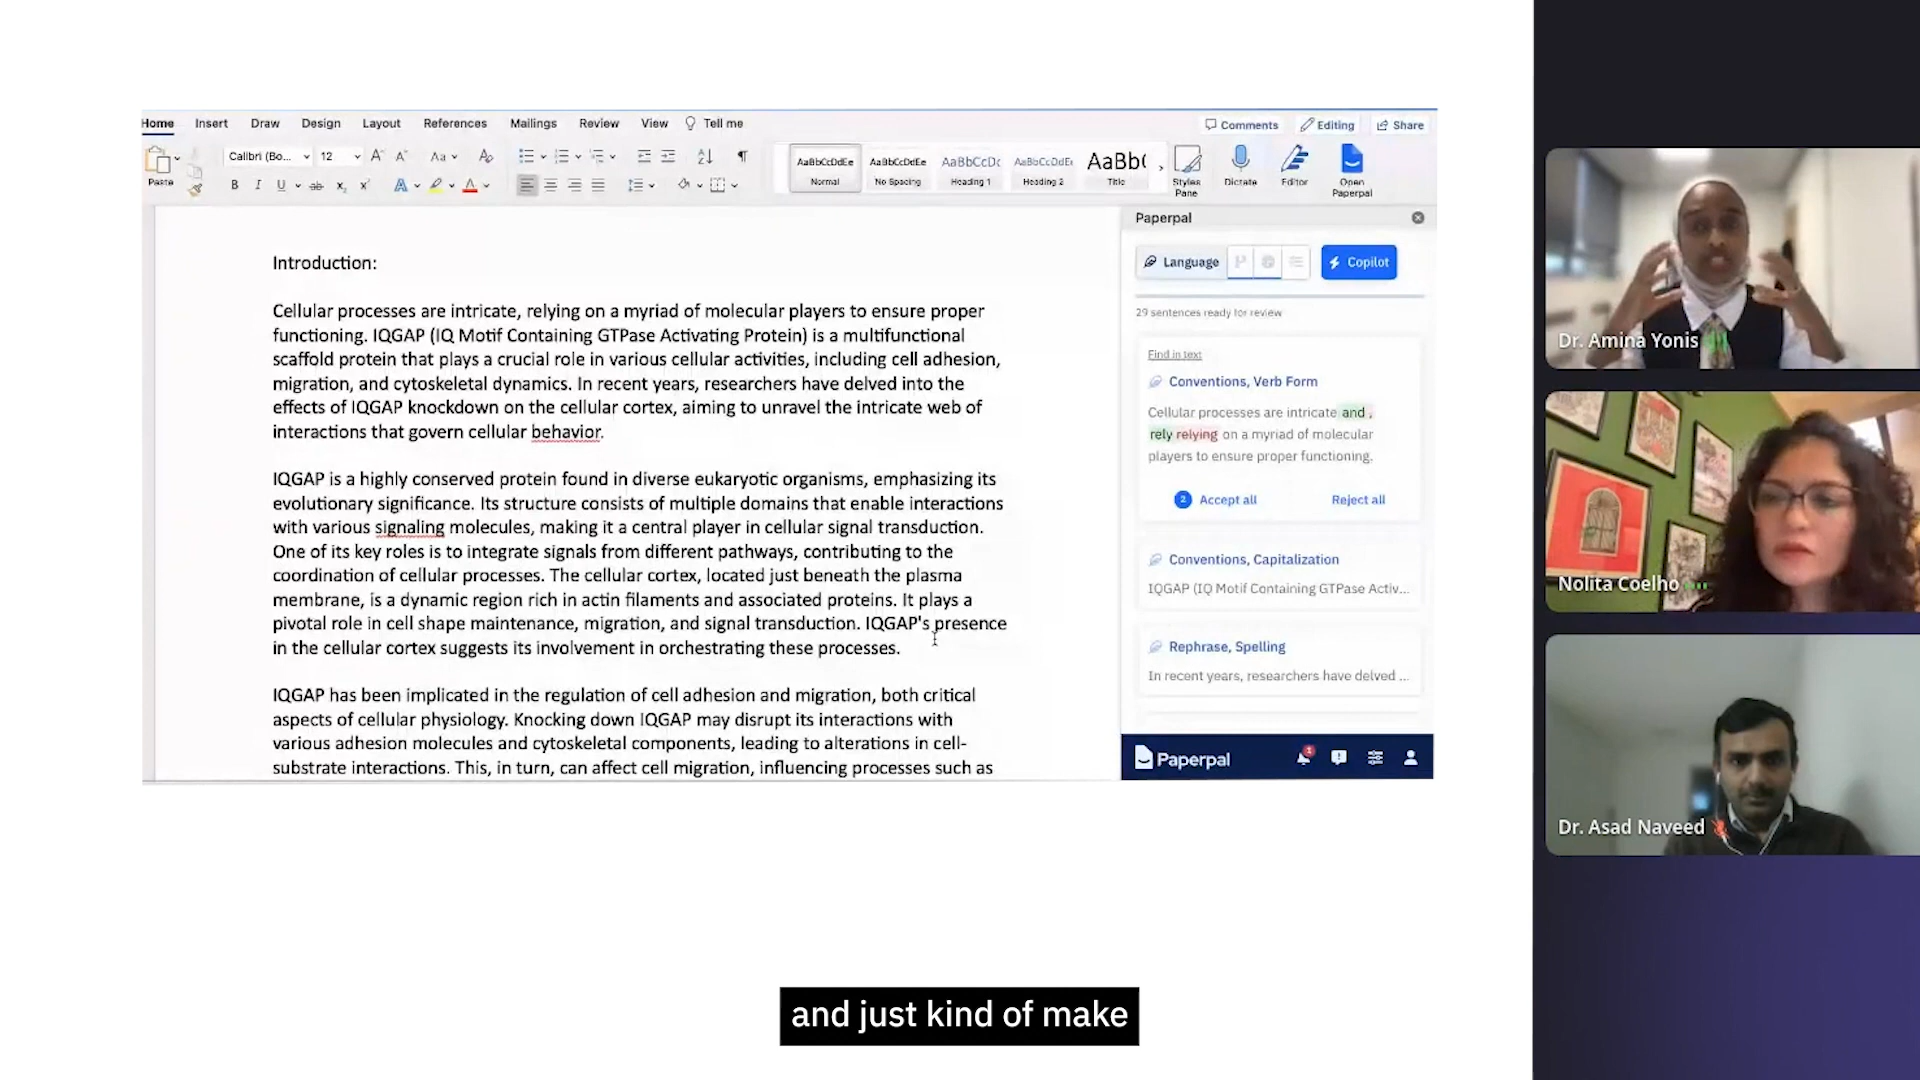 Home Insert Draw Design Layout References Mailings Review View Tell me Comments Editing Share
Calibri (Bo... 12
Paste
AaBbCcDdEe AaBbCcDdEe AaBbCcDc AaBbCcDdEe AaBb(
Normal No Spacing Heading 1 Heading 2 Title
Styles Pane Dictate Editor Open Paperpal
Introduction:
Cellular processes are intricate, relying on a myriad of molecular players to ensure proper
functioning. IQGAP (IQ Motif Containing GTPase Activating Protein) is a multifunctional
scaffold protein that plays a crucial role in various cellular activities, including cell adhesion,
migration, and cytoskeletal dynamics. In recent years, researchers have delved into the
effects of IQGAP knockdown on the cellular cortex, aiming to unravel the intricate web of
interactions that govern cellular behavior.
IQGAP is a highly conserved protein found in diverse eukaryotic organisms, emphasizing its
evolutionary significance. Its structure consists of multiple domains that enable interactions
with various signaling molecules, making it a central player in cellular signal transduction.
One of its key roles is to integrate signals from different pathways, contributing to the
coordination of cellular processes. The cellular cortex, located just beneath the plasma
membrane, is a dynamic region rich in actin filaments and associated proteins. It plays a
pivotal role in cell shape maintenance, migration, and signal transduction. IQGAP's presence
in the cellular cortex suggests its involvement in orchestrating these processes.
IQGAP has been implicated in the regulation of cell adhesion and migration, both critical
aspects of cellular physiology. Knocking down IQGAP may disrupt its interactions with
various adhesion molecules and cytoskeletal components, leading to alterations in cell-
substrate interactions. This, in turn, can affect cell migration, influencing processes such as
Paperpal
Language Copilot
29 sentences ready for review
Find in text
Conventions, Verb Form
Cellular processes are intricate and ,
rely relying on a myriad of molecular
players to ensure proper functioning.
2 Accept all Reject all
Conventions, Capitalization
IQGAP (IQ Motif Containing GTPase Activ...
Rephrase, Spelling
In recent years, researchers have delved ...
Paperpal 1
Dr. Amina Yonis
Nolita Coelho
Dr. Asad Naveed
and just kind of make